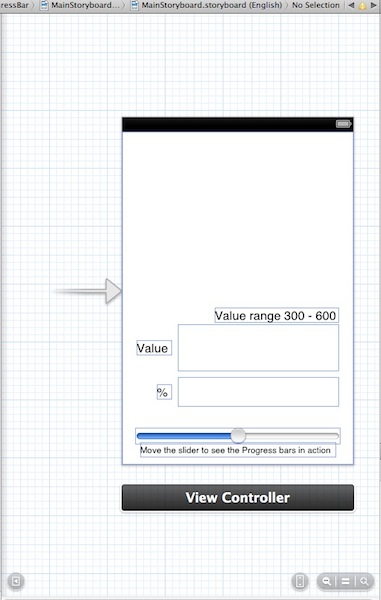 ressBar MainStoryboard... MainStoryboard.storyboard (English) No Selection
Value range 300 - 600
Value
%
Move the slider to see the Progress bars in action
View Controller